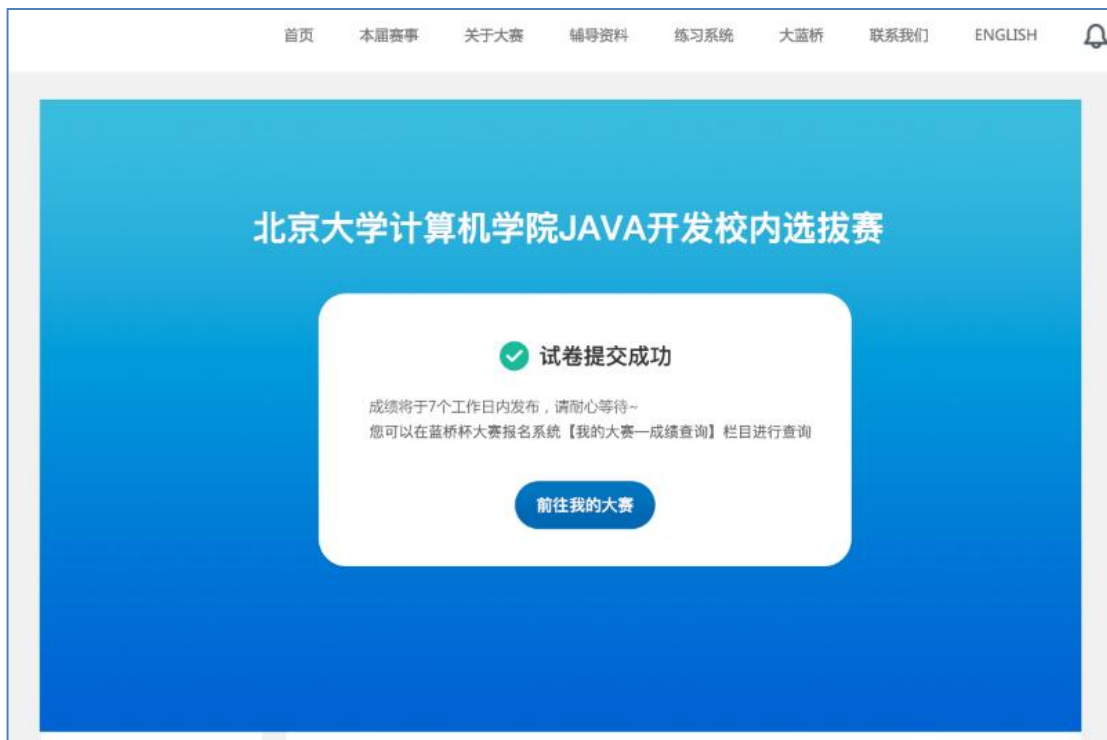 首页 本届赛事 关于大赛 辅导资料 练习系统 大蓝桥 联系我们 ENGLISH
北京大学计算机学院JAVA开发校内选拔赛
试卷提交成功
成绩将于7个工作日内发布，请耐心等待~
您可以在蓝桥杯大赛报名系统【我的大赛—成绩查询】栏目进行查询
前往我的大赛